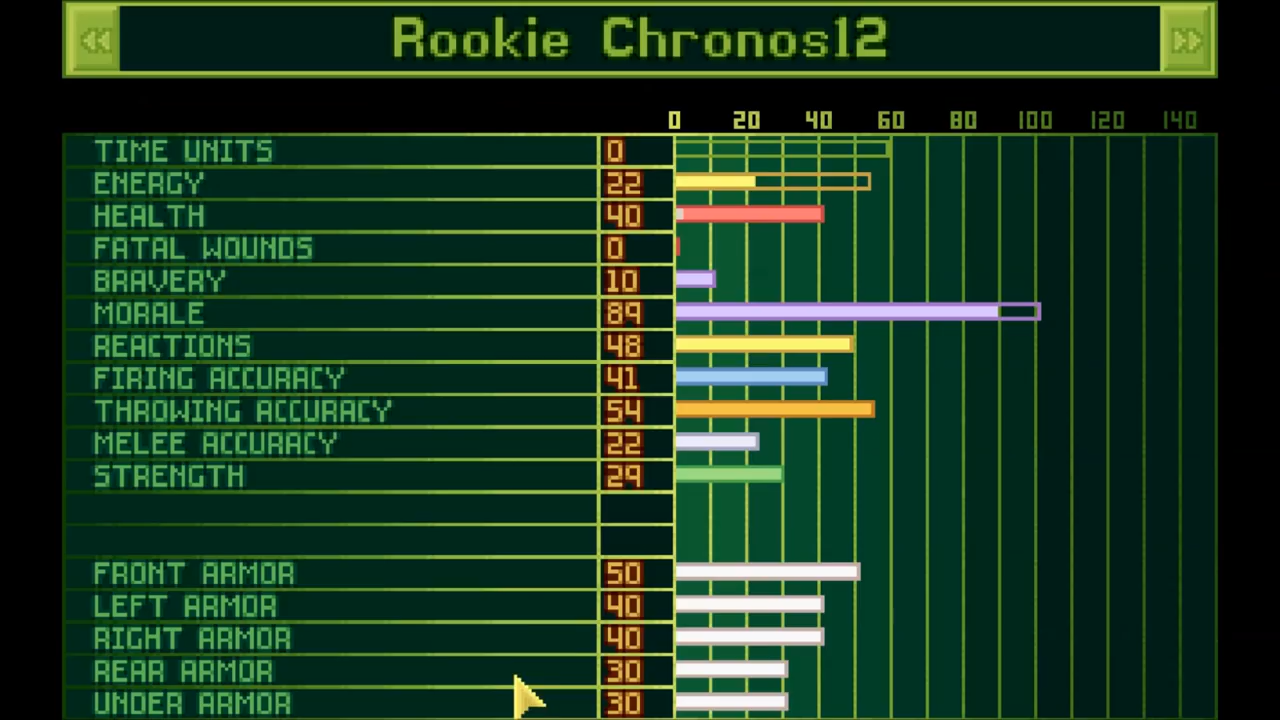 Rookie Chronos12
0 20 40 60 80 100 120 140
TIME UNITS 0
ENERGY 22
HEALTH 40
FATAL WOUNDS 0
BRAVERY 10
MORALE 89
REACTIONS 48
FIRING ACCURACY 41
THROWING ACCURACY 54
MELEE ACCURACY 22
STRENGTH 29
FRONT ARMOR 50
LEFT ARMOR 40
RIGHT ARMOR 40
REAR ARMOR 30
UNDER ARMOR 30